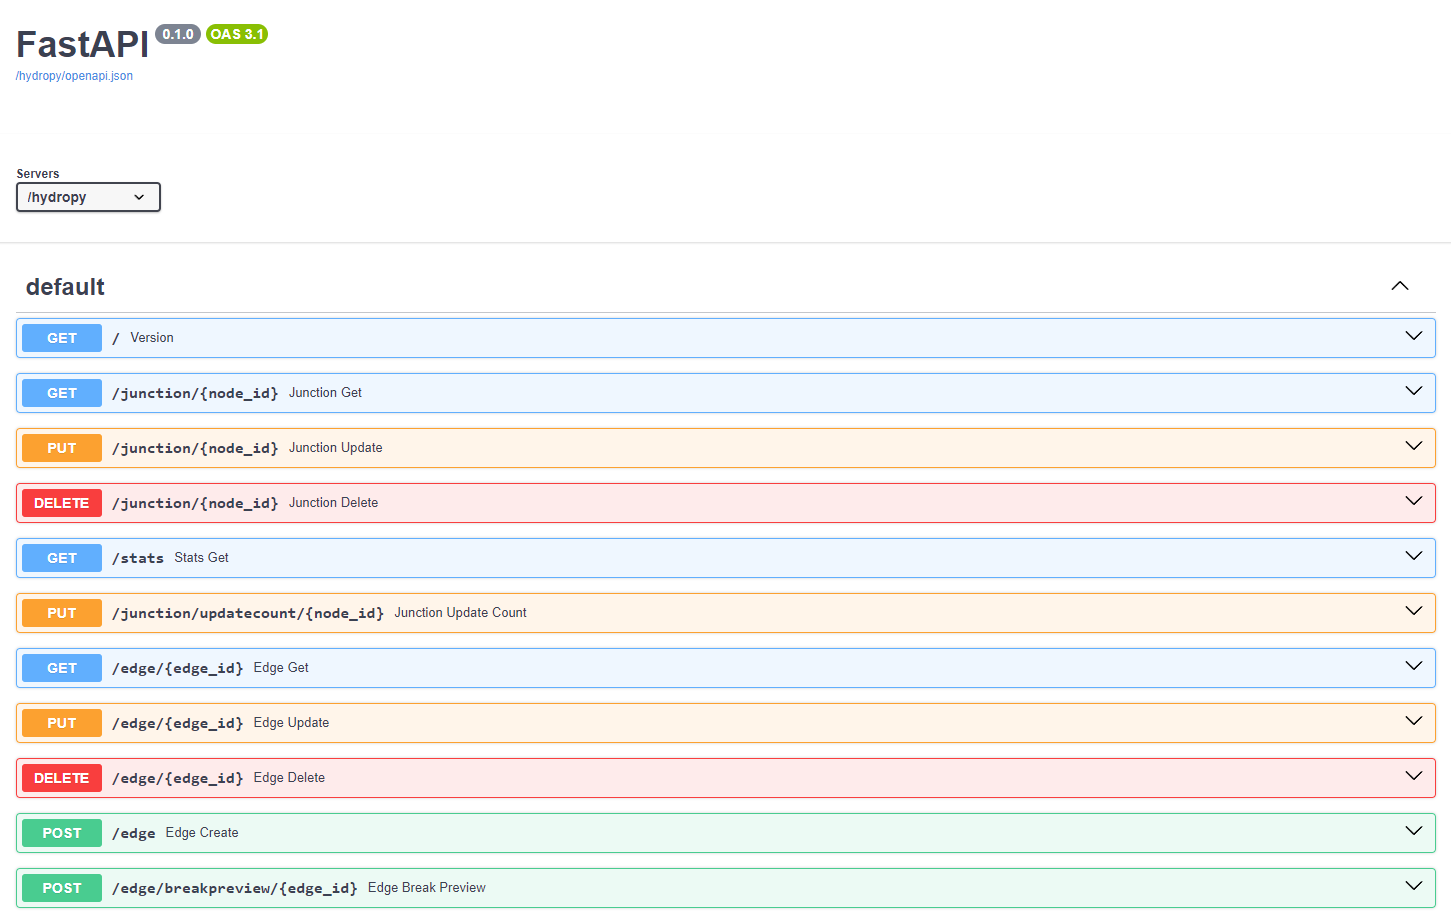 FastAPI 0.1.0 OAS 3.1
/hydropy/openapi.json
Servers
/hydropy
default
GET / Version
GET /junction/{node_id} Junction Get
PUT /junction/{node_id} Junction Update
DELETE /junction/{node_id} Junction Delete
GET /stats Stats Get
PUT /junction/updatecount/{node_id} Junction Update Count
GET /edge/{edge_id} Edge Get
PUT /edge/{edge_id} Edge Update
DELETE /edge/{edge_id} Edge Delete
POST /edge Edge Create
POST /edge/breakpreview/{edge_id} Edge Break Preview